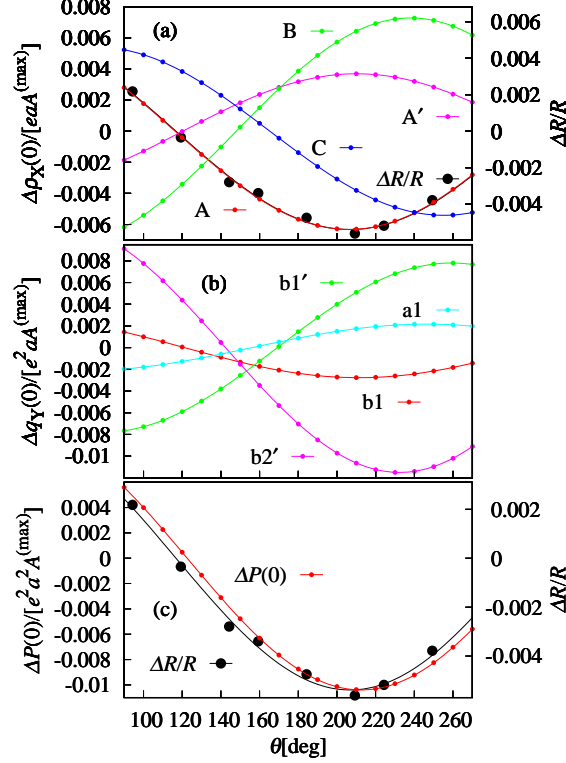 (a)
Δρ_X(0)/[eaA^(max)]
0.008
0.006
0.004
0.002
0
-0.002
-0.004
-0.006
B
A′
C
ΔR/R
A
0.006
0.004
0.002
0
-0.002
-0.004
ΔR/R
(b)
Δq_Y(0)/[e^2 aA^(max)]
0.008
0.006
0.004
0.002
0
-0.002
-0.004
-0.006
-0.008
-0.01
b1′
a1
b1
b2′
(c)
ΔP(0)/[e^2 a^2 A^(max)]
0.004
0.002
0
-0.002
-0.004
-0.006
-0.008
-0.01
ΔP(0)
ΔR/R
0.002
0
-0.002
-0.004
ΔR/R
100 120 140 160 180 200 220 240 260
θ[deg]